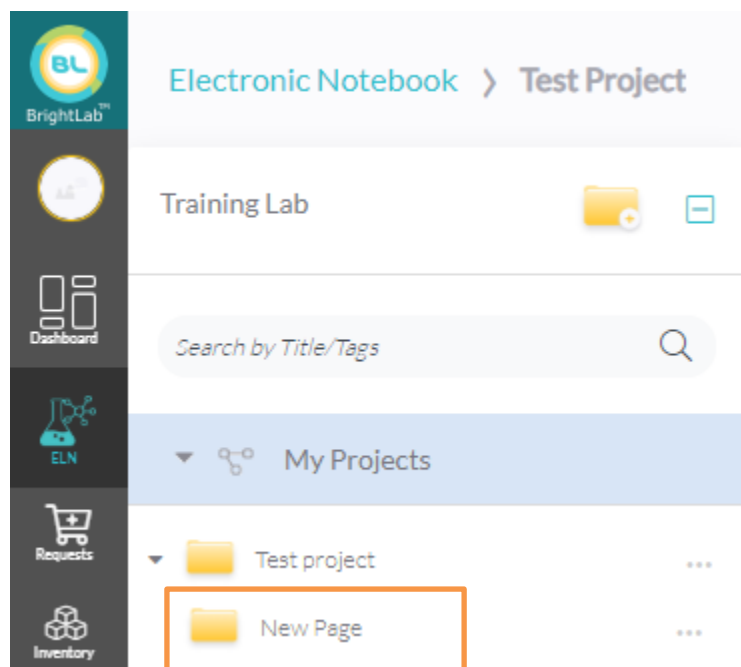 BL
BrightLab™
Electronic Notebook ❯ Test Project
Training Lab
Dashboard
Search by Title/Tags
ELN
My Projects
Requests
Test project
...
Inventory
New Page
...